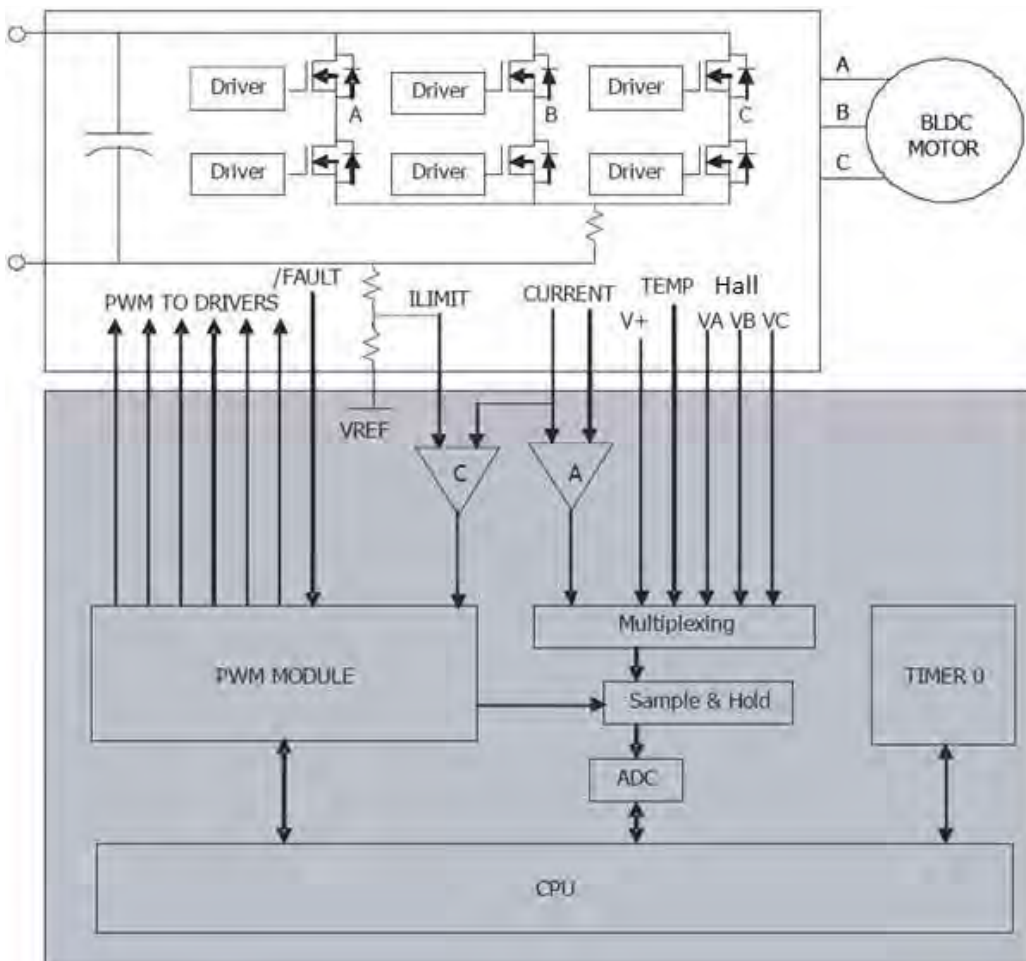 Driver
Driver
Driver
A
B
C
Driver
Driver
Driver
A
B
C
BLDC
MOTOR
/FAULT
PWM TO DRIVERS
ILIMIT
CURRENT
TEMP
Hall
V+
VA VB VC
VREF
C
A
PWM MODULE
Multiplexing
Sample & Hold
ADC
TIMER 0
CPU